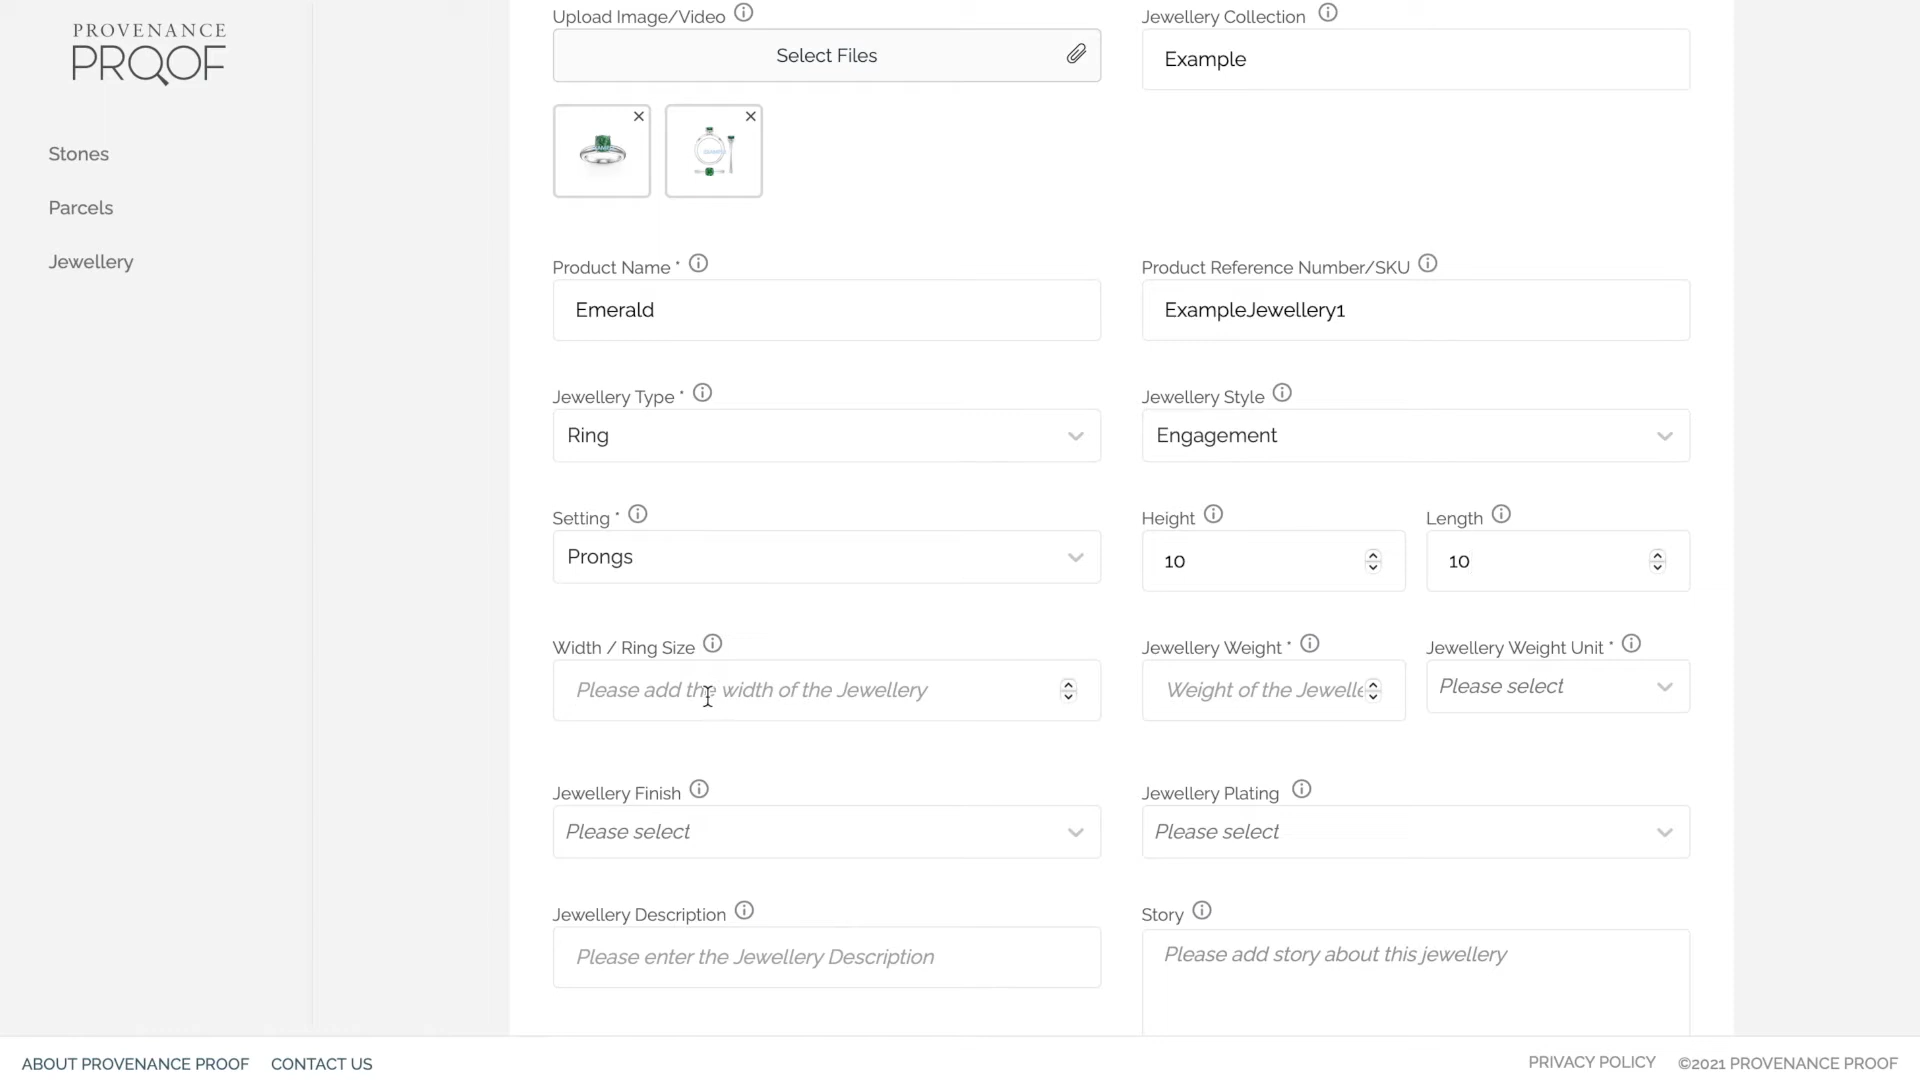 PROVENANCE
PROOF
Stones
Parcels
Jewellery
Upload Image/Video
Select Files
Jewellery Collection
Example
Product Name *
Emerald
Product Reference Number/SKU
ExampleJewellery1
Jewellery Type *
Ring
Jewellery Style
Engagement
Setting *
Prongs
Height
10
Length
10
Width / Ring Size
Please add the width of the Jewellery
Jewellery Weight *
Weight of the Jewelle
Jewellery Weight Unit *
Please select
Jewellery Finish
Please select
Jewellery Plating
Please select
Jewellery Description
Please enter the Jewellery Description
Story
Please add story about this jewellery
ABOUT PROVENANCE PROOF CONTACT US
PRIVACY POLICY ©2021 PROVENANCE PROOF